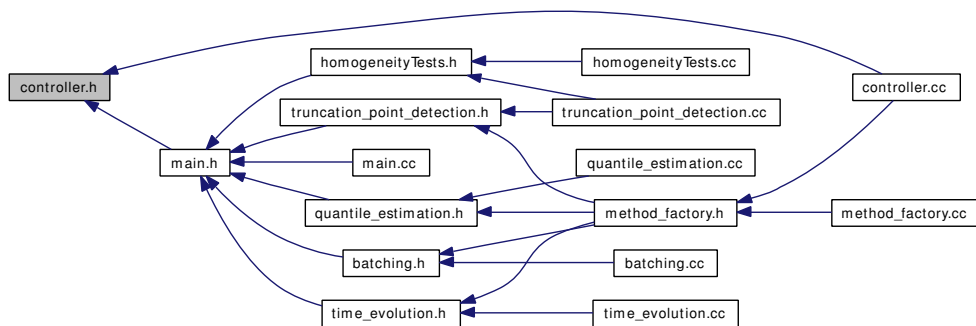 controller.h
homogeneityTests.h
homogeneityTests.cc
controller.cc
truncation_point_detection.h
truncation_point_detection.cc
main.h
main.cc
quantile_estimation.cc
quantile_estimation.h
method_factory.h
method_factory.cc
batching.h
batching.cc
time_evolution.h
time_evolution.cc